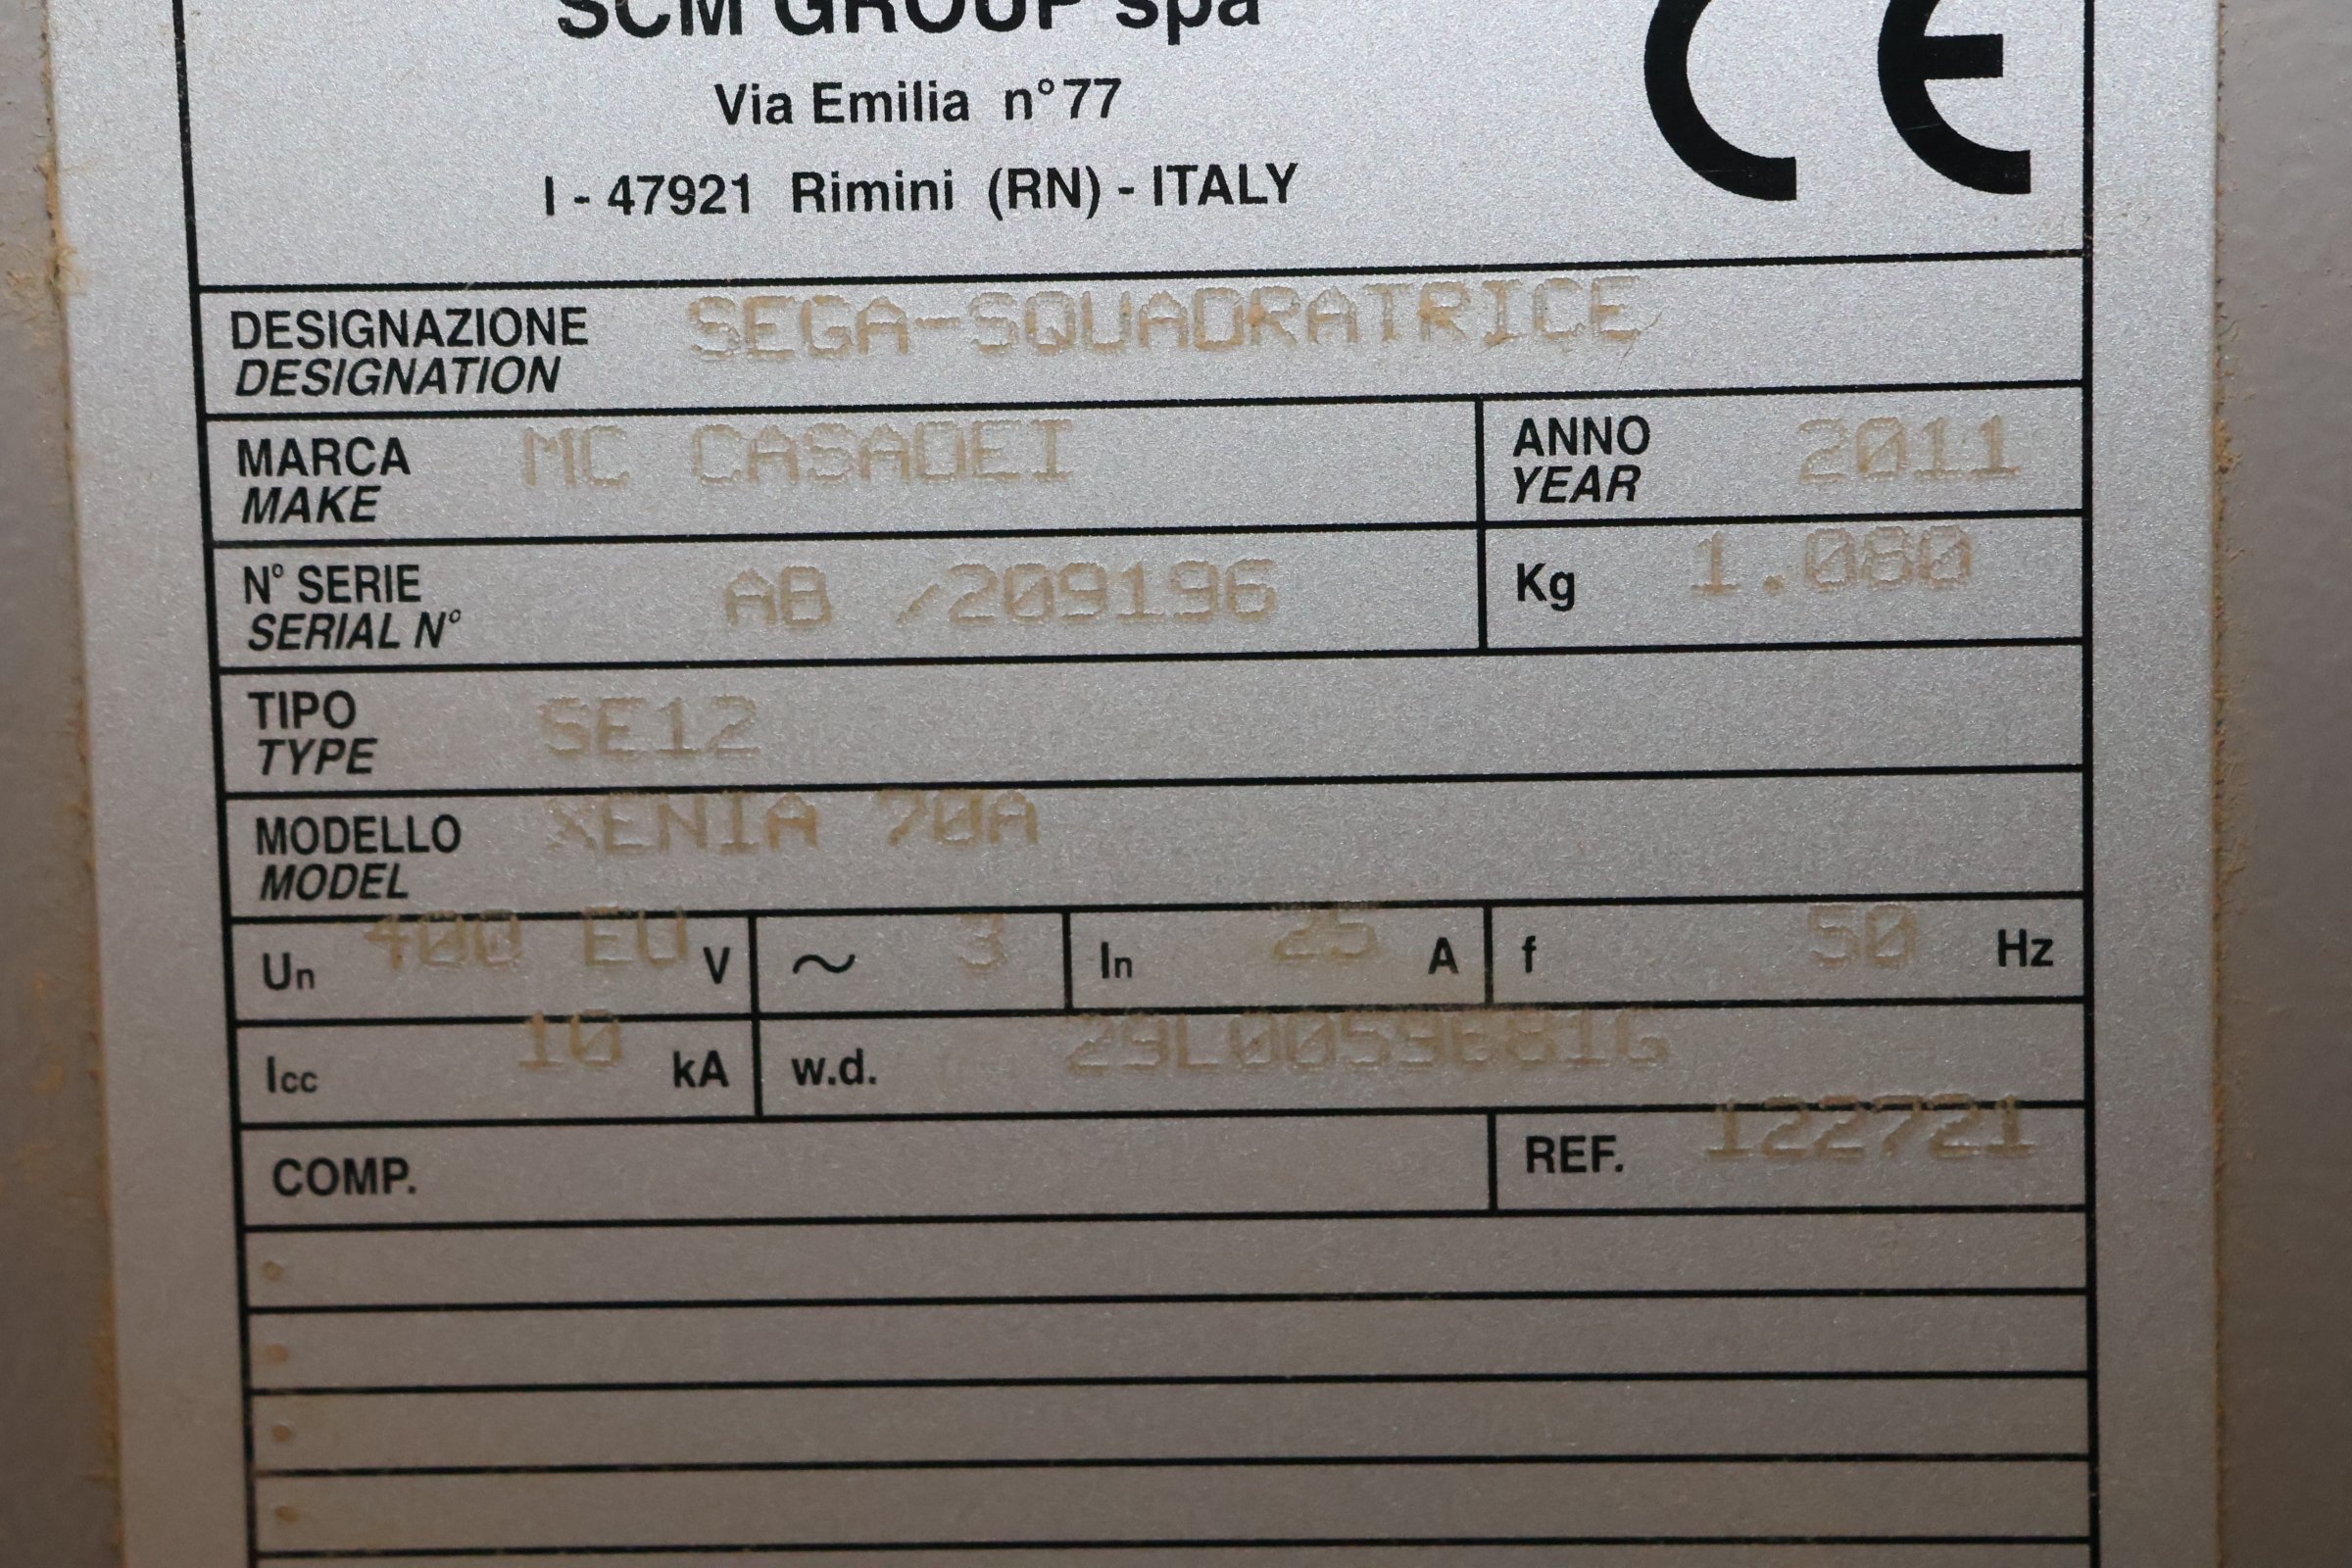 SCM GROUP spa
Via Emilia n°77
I - 47921 Rimini (RN) - ITALY
CE
DESIGNAZIONE SEGA-SQUADRATRICE
DESIGNATION
MARCA MC CASADEI ANNO 2011
MAKE YEAR
N° SERIE AB /209196 Kg 1.080
SERIAL N°
TIPO SE12
TYPE
MODELLO XENIA 70A
MODEL
Un 400 EU V ~ 3 In 25 A f 50 Hz
Icc 10 kA w.d.
COMP. REF. 122721